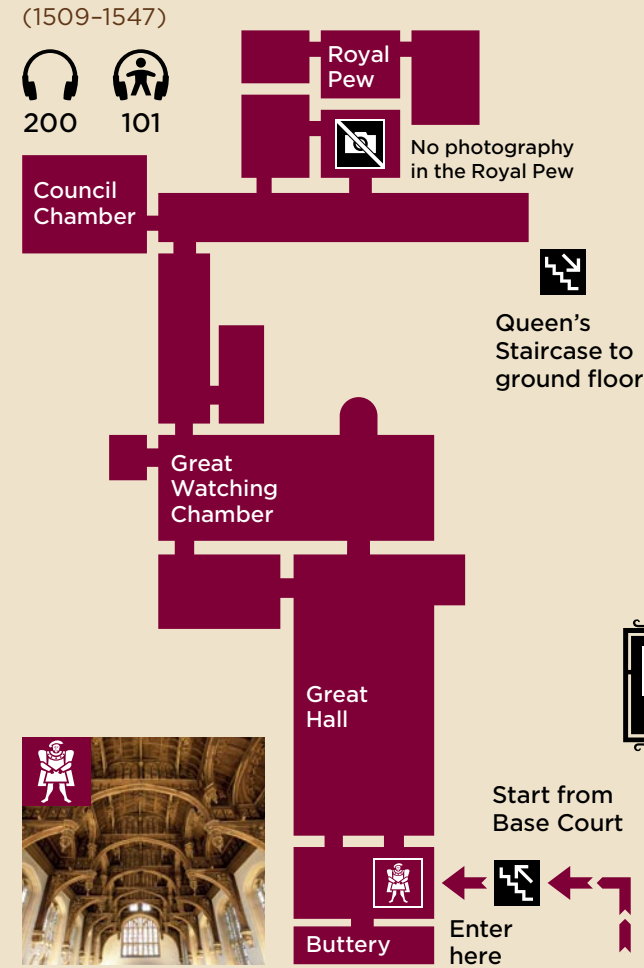 (1509–1547)
200
101
Royal
Pew
No photography
in the Royal Pew
Council
Chamber
Queen’s
Staircase to
ground floor
Great
Watching
Chamber
Great
Hall
Start from
Base Court
Enter
here
Buttery